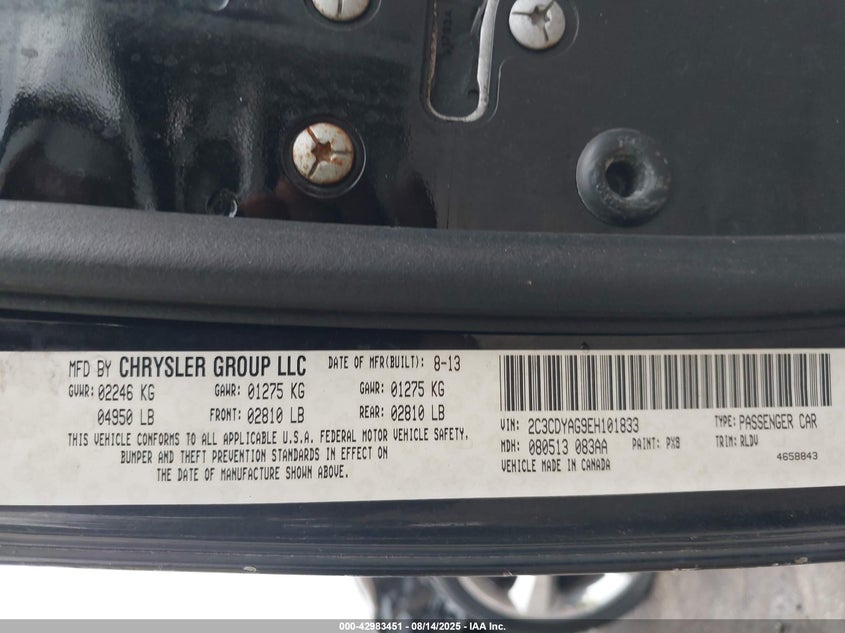 MFD BY CHRYSLER GROUP LLC DATE OF MFR(BUILT): 8-13
GVWR: 02246 KG GAWR: 01275 KG GAWR: 01275 KG
04950 LB FRONT: 02810 LB REAR: 02810 LB
THIS VEHICLE CONFORMS TO ALL APPLICABLE U.S.A. FEDERAL MOTOR VEHICLE SAFETY,
BUMPER AND THEFT PREVENTION STANDARDS IN EFFECT ON
THE DATE OF MANUFACTURE SHOWN ABOVE.
VIN: 2C3CDYAG9EH101833 TYPE: PASSENGER CAR
MDH: 080513 083AA PAINT: PX8 TRIM: RLDV
VEHICLE MADE IN CANADA 4658843
000-42983451 - 08/14/2025 - IAA Inc.